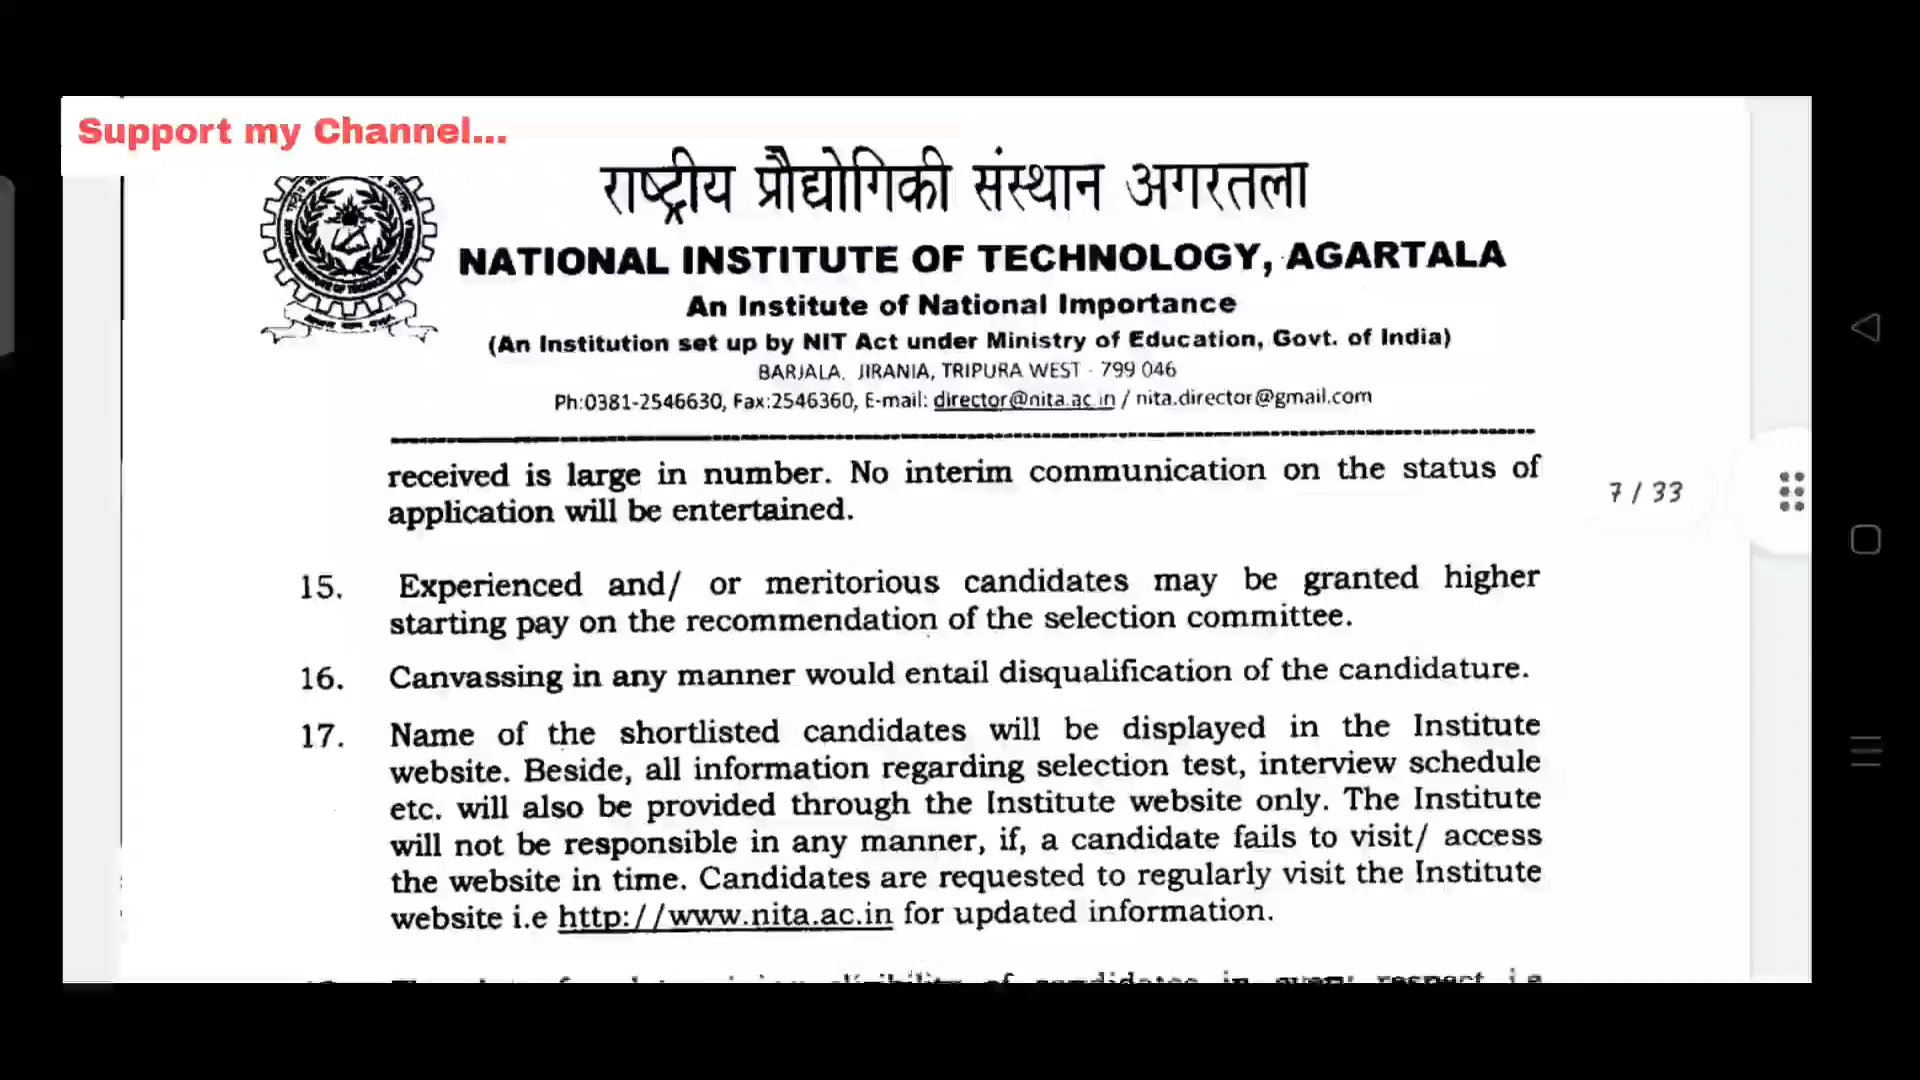 Support my Channel...
राष्ट्रीय प्रौद्योगिकी संस्थान अगरतला
NATIONAL INSTITUTE OF TECHNOLOGY, AGARTALA
An Institute of National Importance
(An Institution set up by NIT Act under Ministry of Education, Govt. of India)
BARJALA, JIRANIA, TRIPURA WEST - 799 046
Ph:0381-2546630, Fax:2546360, E-mail: director@nita.ac.in / nita.director@gmail.com
received is large in number. No interim communication on the status of
application will be entertained.
7 / 33
15. Experienced and/ or meritorious candidates may be granted higher
starting pay on the recommendation of the selection committee.
16. Canvassing in any manner would entail disqualification of the candidature.
17. Name of the shortlisted candidates will be displayed in the Institute
website. Beside, all information regarding selection test, interview schedule
etc. will also be provided through the Institute website only. The Institute
will not be responsible in any manner, if, a candidate fails to visit/ access
the website in time. Candidates are requested to regularly visit the Institute
website i.e http://www.nita.ac.in for updated information.
of candidates in every respect i.e